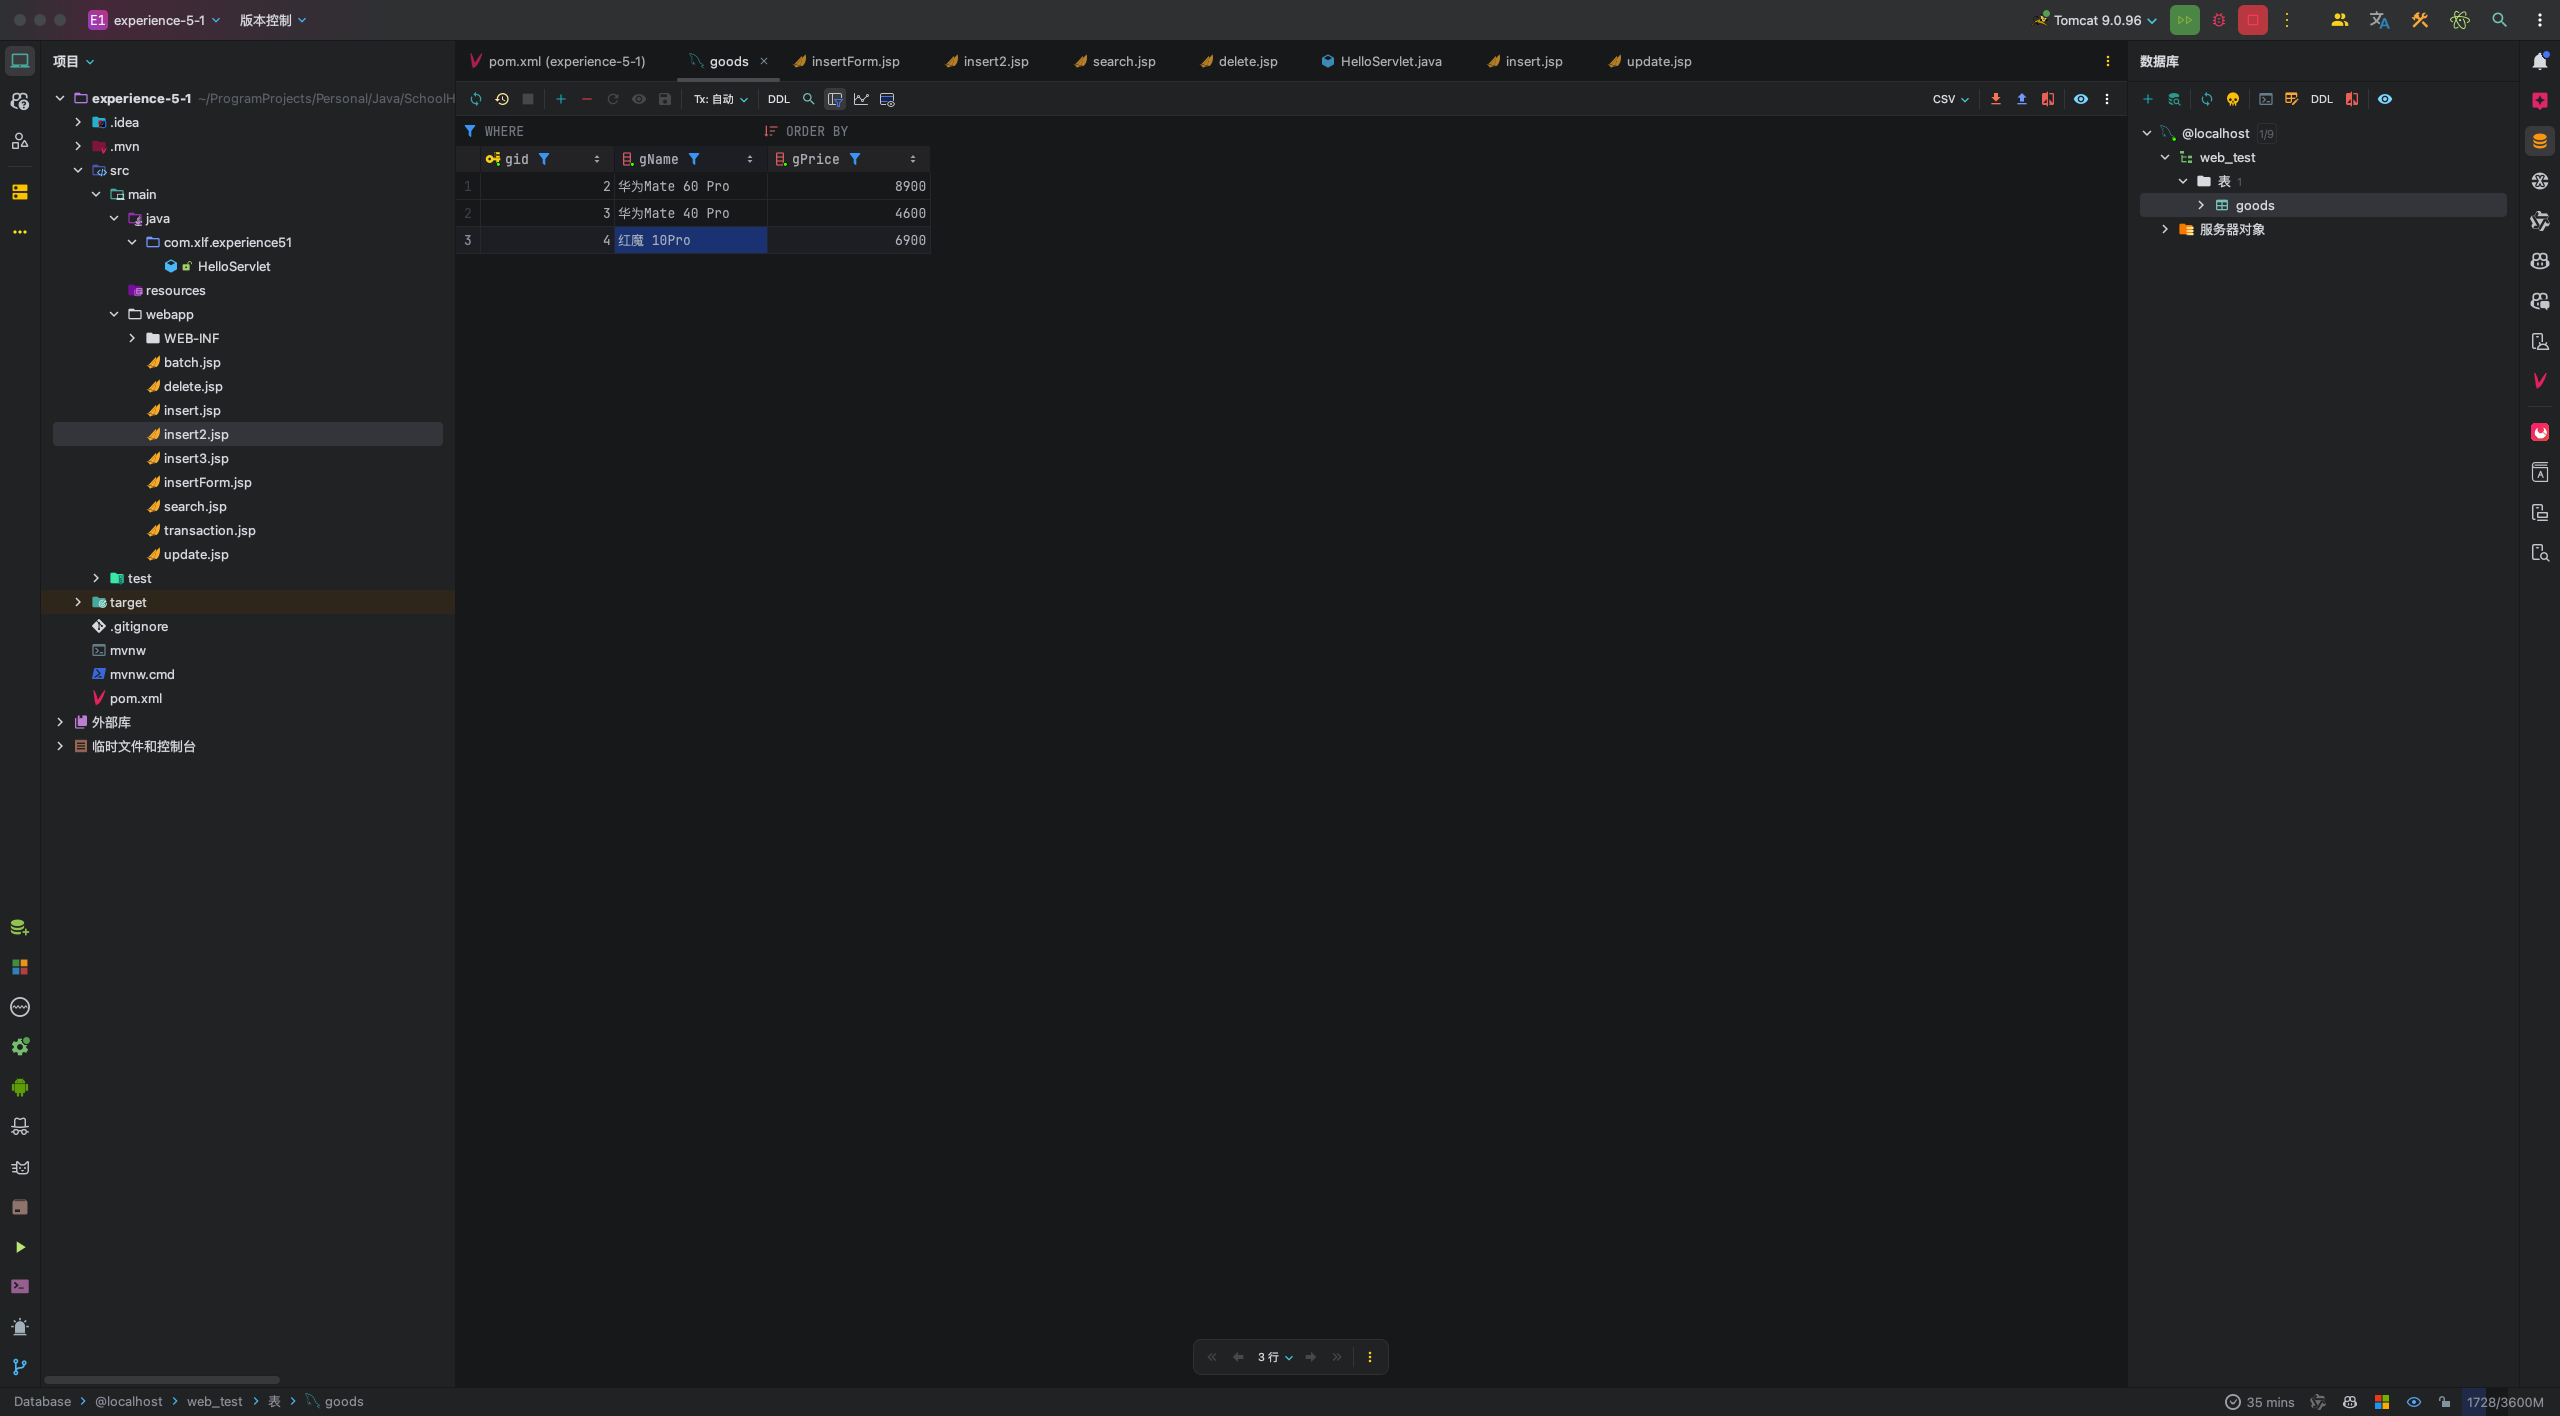 E1 experience-5-1 版本控制 Tomcat 9.0.96
项目
experience-5-1 ~/ProgramProjects/Personal/Java/SchoolH
.idea
.mvn
src
main
java
com.xlf.experience51
HelloServlet
resources
webapp
WEB-INF
batch.jsp
delete.jsp
insert.jsp
insert2.jsp
insert3.jsp
insertForm.jsp
search.jsp
transaction.jsp
update.jsp
test
target
.gitignore
mvnw
mvnw.cmd
pom.xml
外部库
临时文件和控制台
pom.xml (experience-5-1) goods insertForm.jsp insert2.jsp search.jsp delete.jsp HelloServlet.java insert.jsp update.jsp
Tx: 自动 DDL CSV
WHERE ORDER BY
gid gName gPrice
1 2 华为Mate 60 Pro 8900
2 3 华为Mate 40 Pro 4600
3 4 红魔 10Pro 6900
3 行
数据库
DDL
@localhost 1/9
web_test
表 1
goods
服务器对象
Database @localhost web_test 表 goods
35 mins 1728/3600M